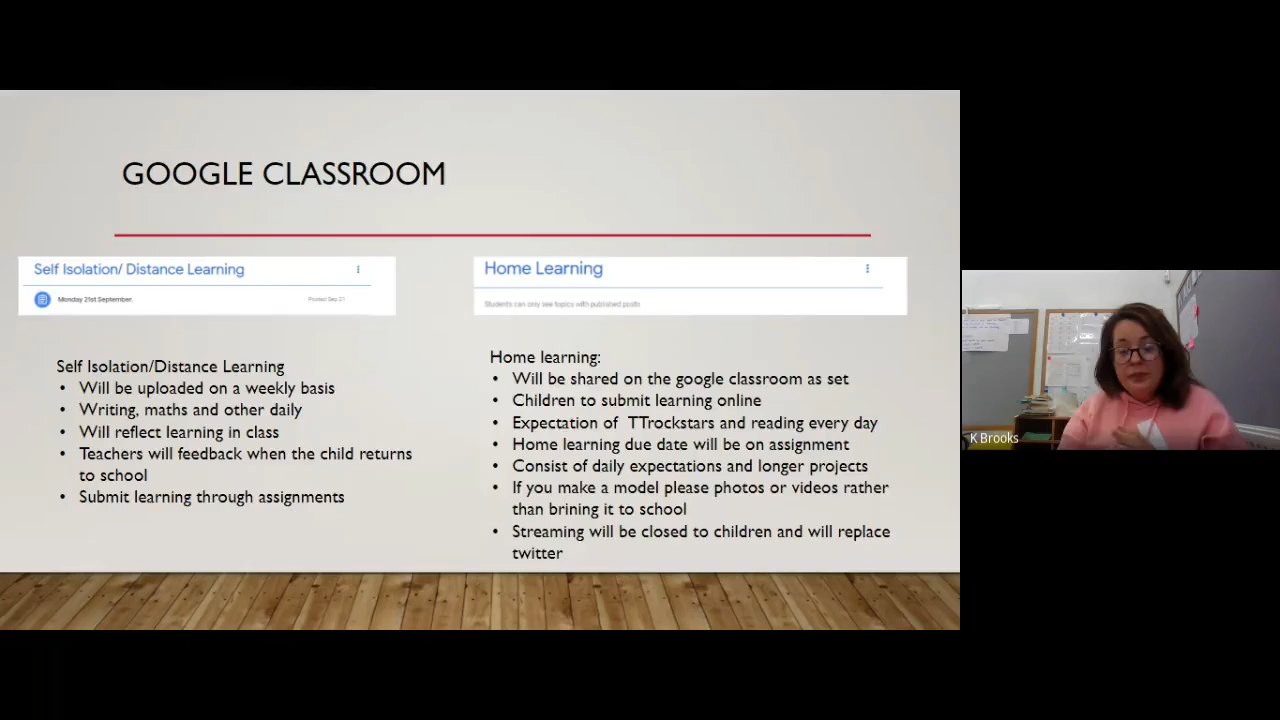 GOOGLE CLASSROOM
Self Isolation/ Distance Learning
Monday 21st September.
Posted Sep 21
Self Isolation/Distance Learning
• Will be uploaded on a weekly basis
• Writing, maths and other daily
• Will reflect learning in class
• Teachers will feedback when the child returns
to school
• Submit learning through assignments
Home Learning
Students can only see topics with published posts
Home learning:
• Will be shared on the google classroom as set
• Children to submit learning online
• Expectation of TTrockstars and reading every day
• Home learning due date will be on assignment
• Consist of daily expectations and longer projects
• If you make a model please photos or videos rather
than brining it to school
• Streaming will be closed to children and will replace
twitter
K Brooks